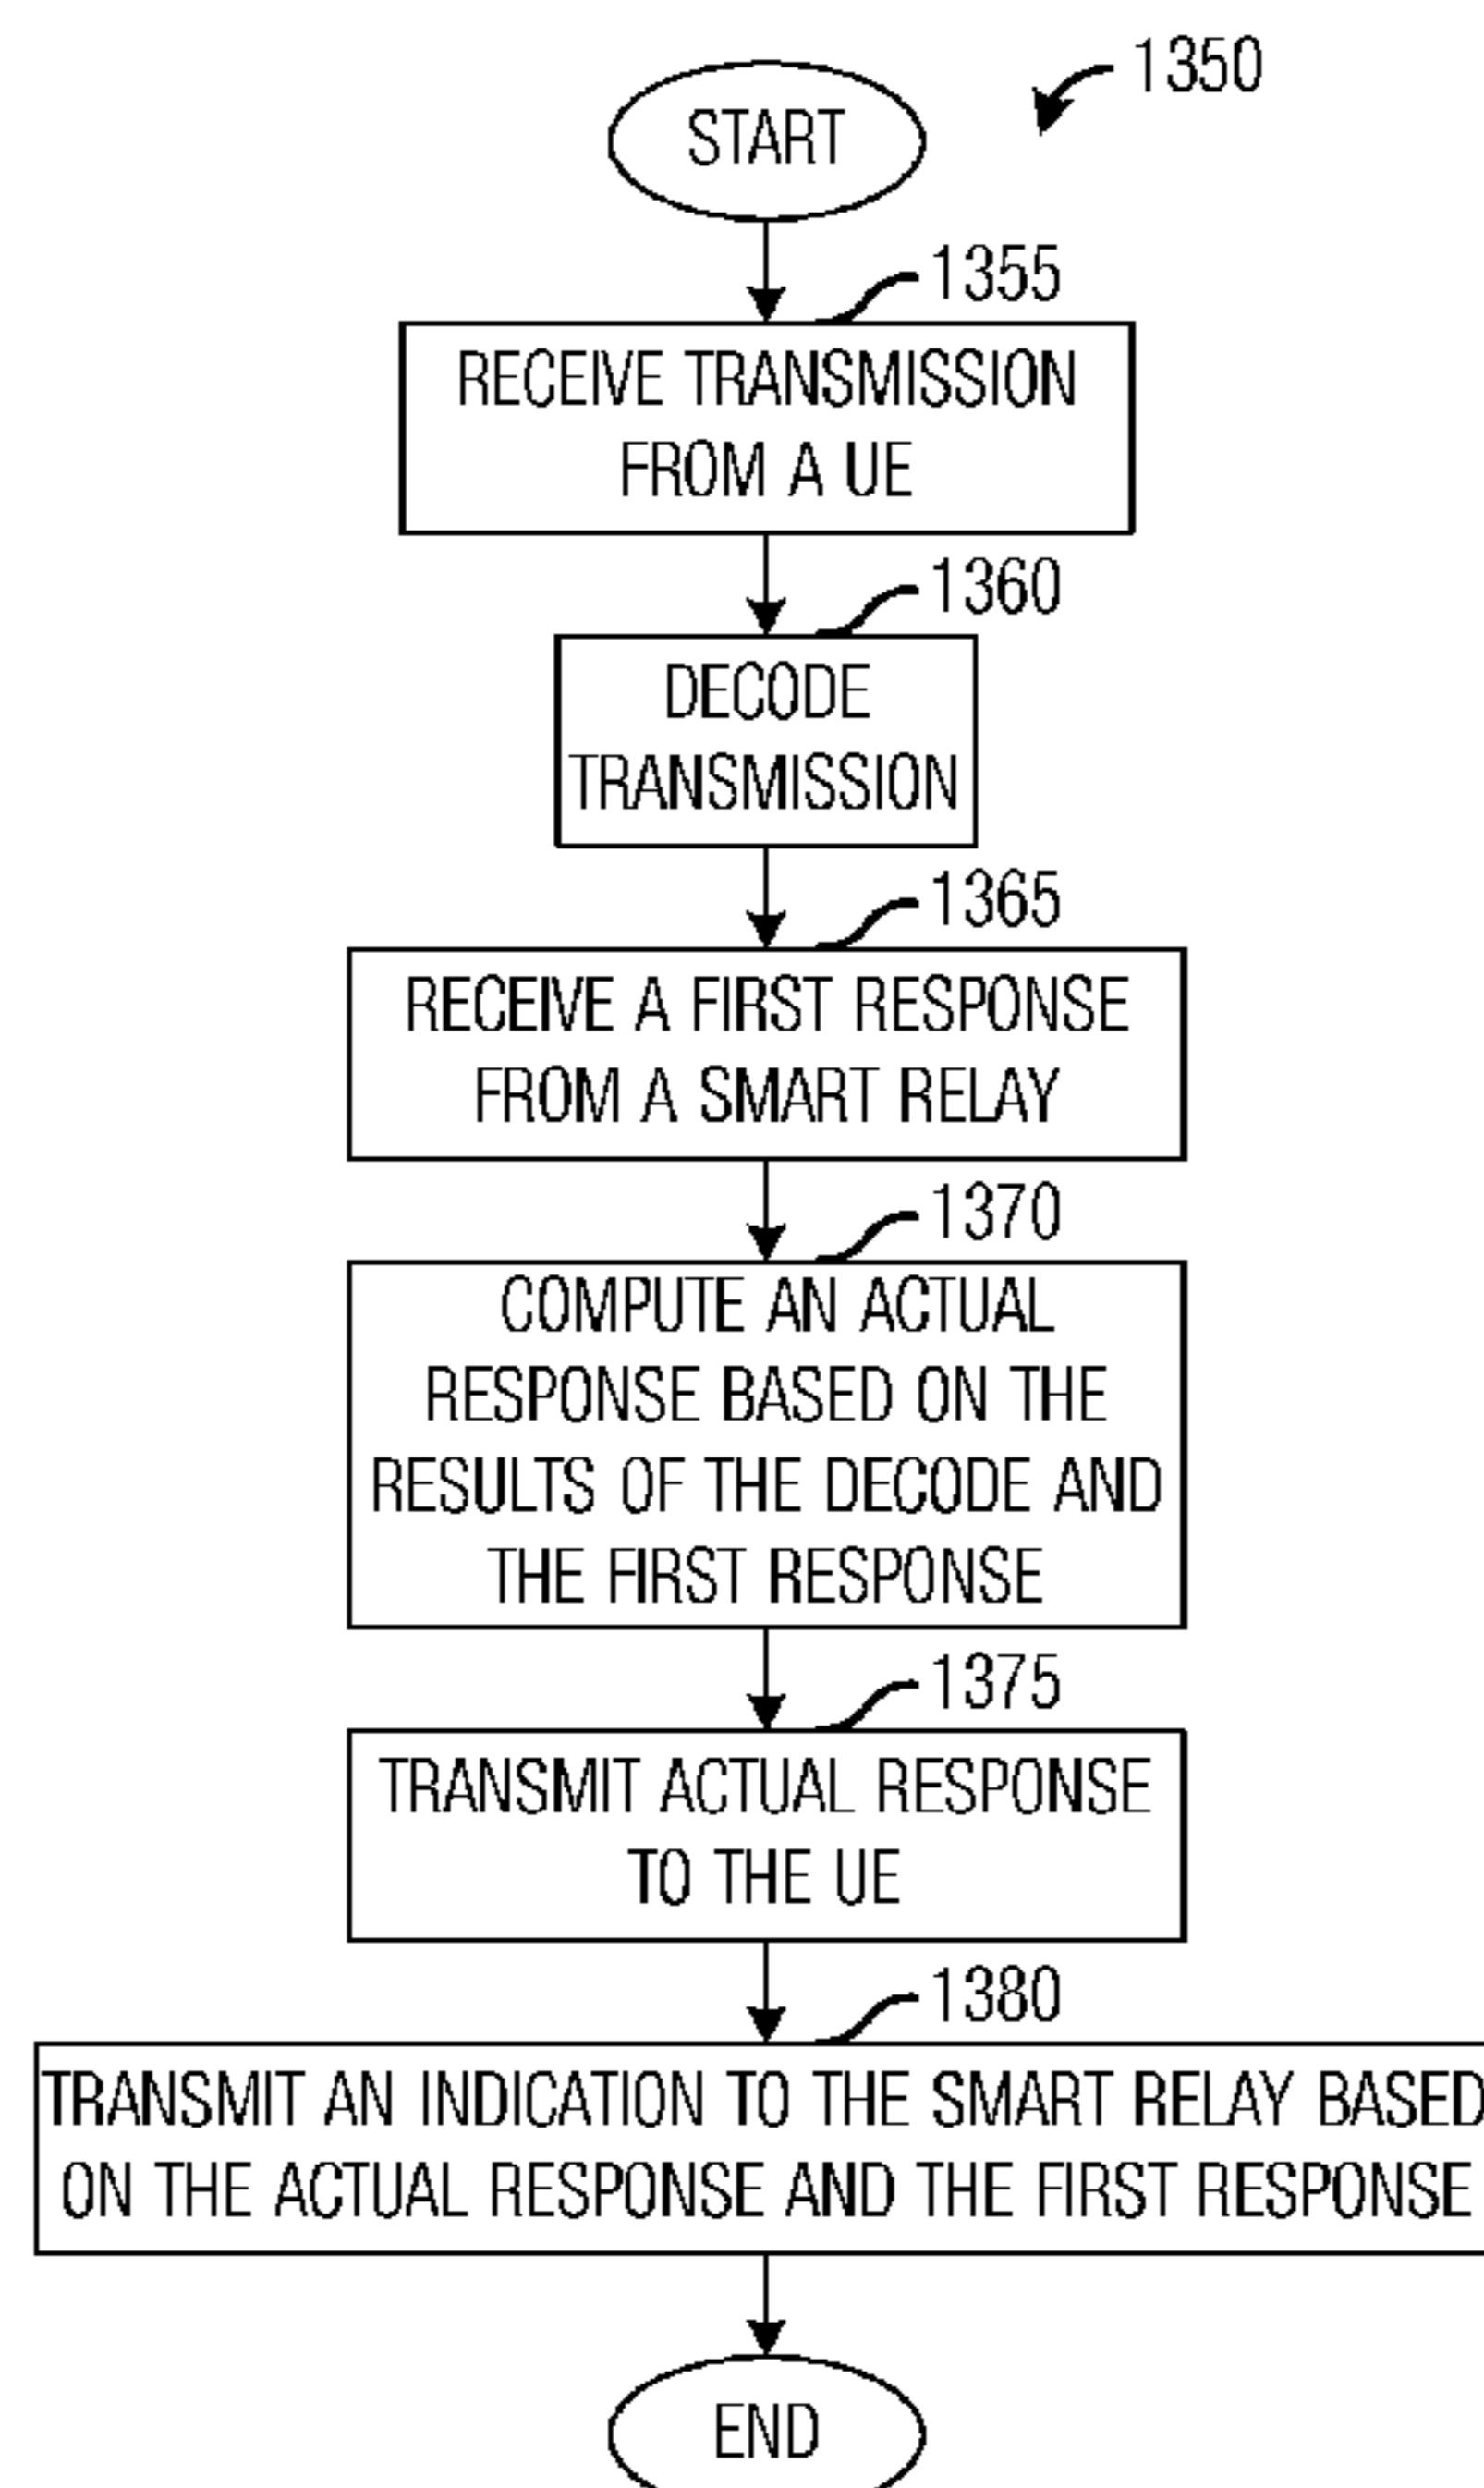 1350
START
1355
RECEIVE TRANSMISSION
FROM A UE
1360
DECODE
TRANSMISSION
1365
RECEIVE A FIRST RESPONSE
FROM A SMART RELAY
1370
COMPUTE AN ACTUAL
RESPONSE BASED ON THE
RESULTS OF THE DECODE AND
THE FIRST RESPONSE
1375
TRANSMIT ACTUAL RESPONSE
TO THE UE
1380
TRANSMIT AN INDICATION TO THE SMART RELAY BASED
ON THE ACTUAL RESPONSE AND THE FIRST RESPONSE
END